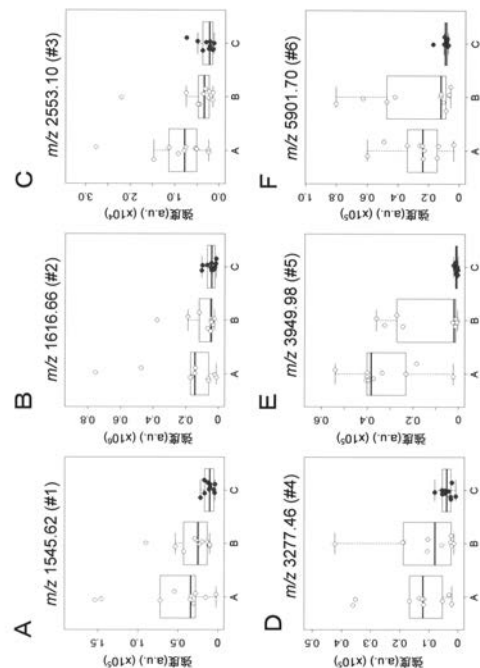 A
m/z 1545.62 (#1)
強度(a.u.) (x10⁵)
1.5
0.5
0
A B C
B
m/z 1616.66 (#2)
強度(a.u.) (x10⁶)
0.8
0.6
0.4
0.2
0.0
A B C
C
m/z 2553.10 (#3)
強度(a.u.) (x10⁴)
3.0
2.0
1.0
0.0
A B C
D
m/z 3277.46 (#4)
強度(a.u.) (x10⁵)
0.5
0.4
0.2
0.1
0
A B C
E
m/z 3949.98 (#5)
強度(a.u.) (x10⁵)
0.6
0.4
0.2
0
A B C
F
m/z 5901.70 (#6)
強度(a.u.) (x10⁵)
1.0
0.8
0.6
0.4
0.2
0
A B C